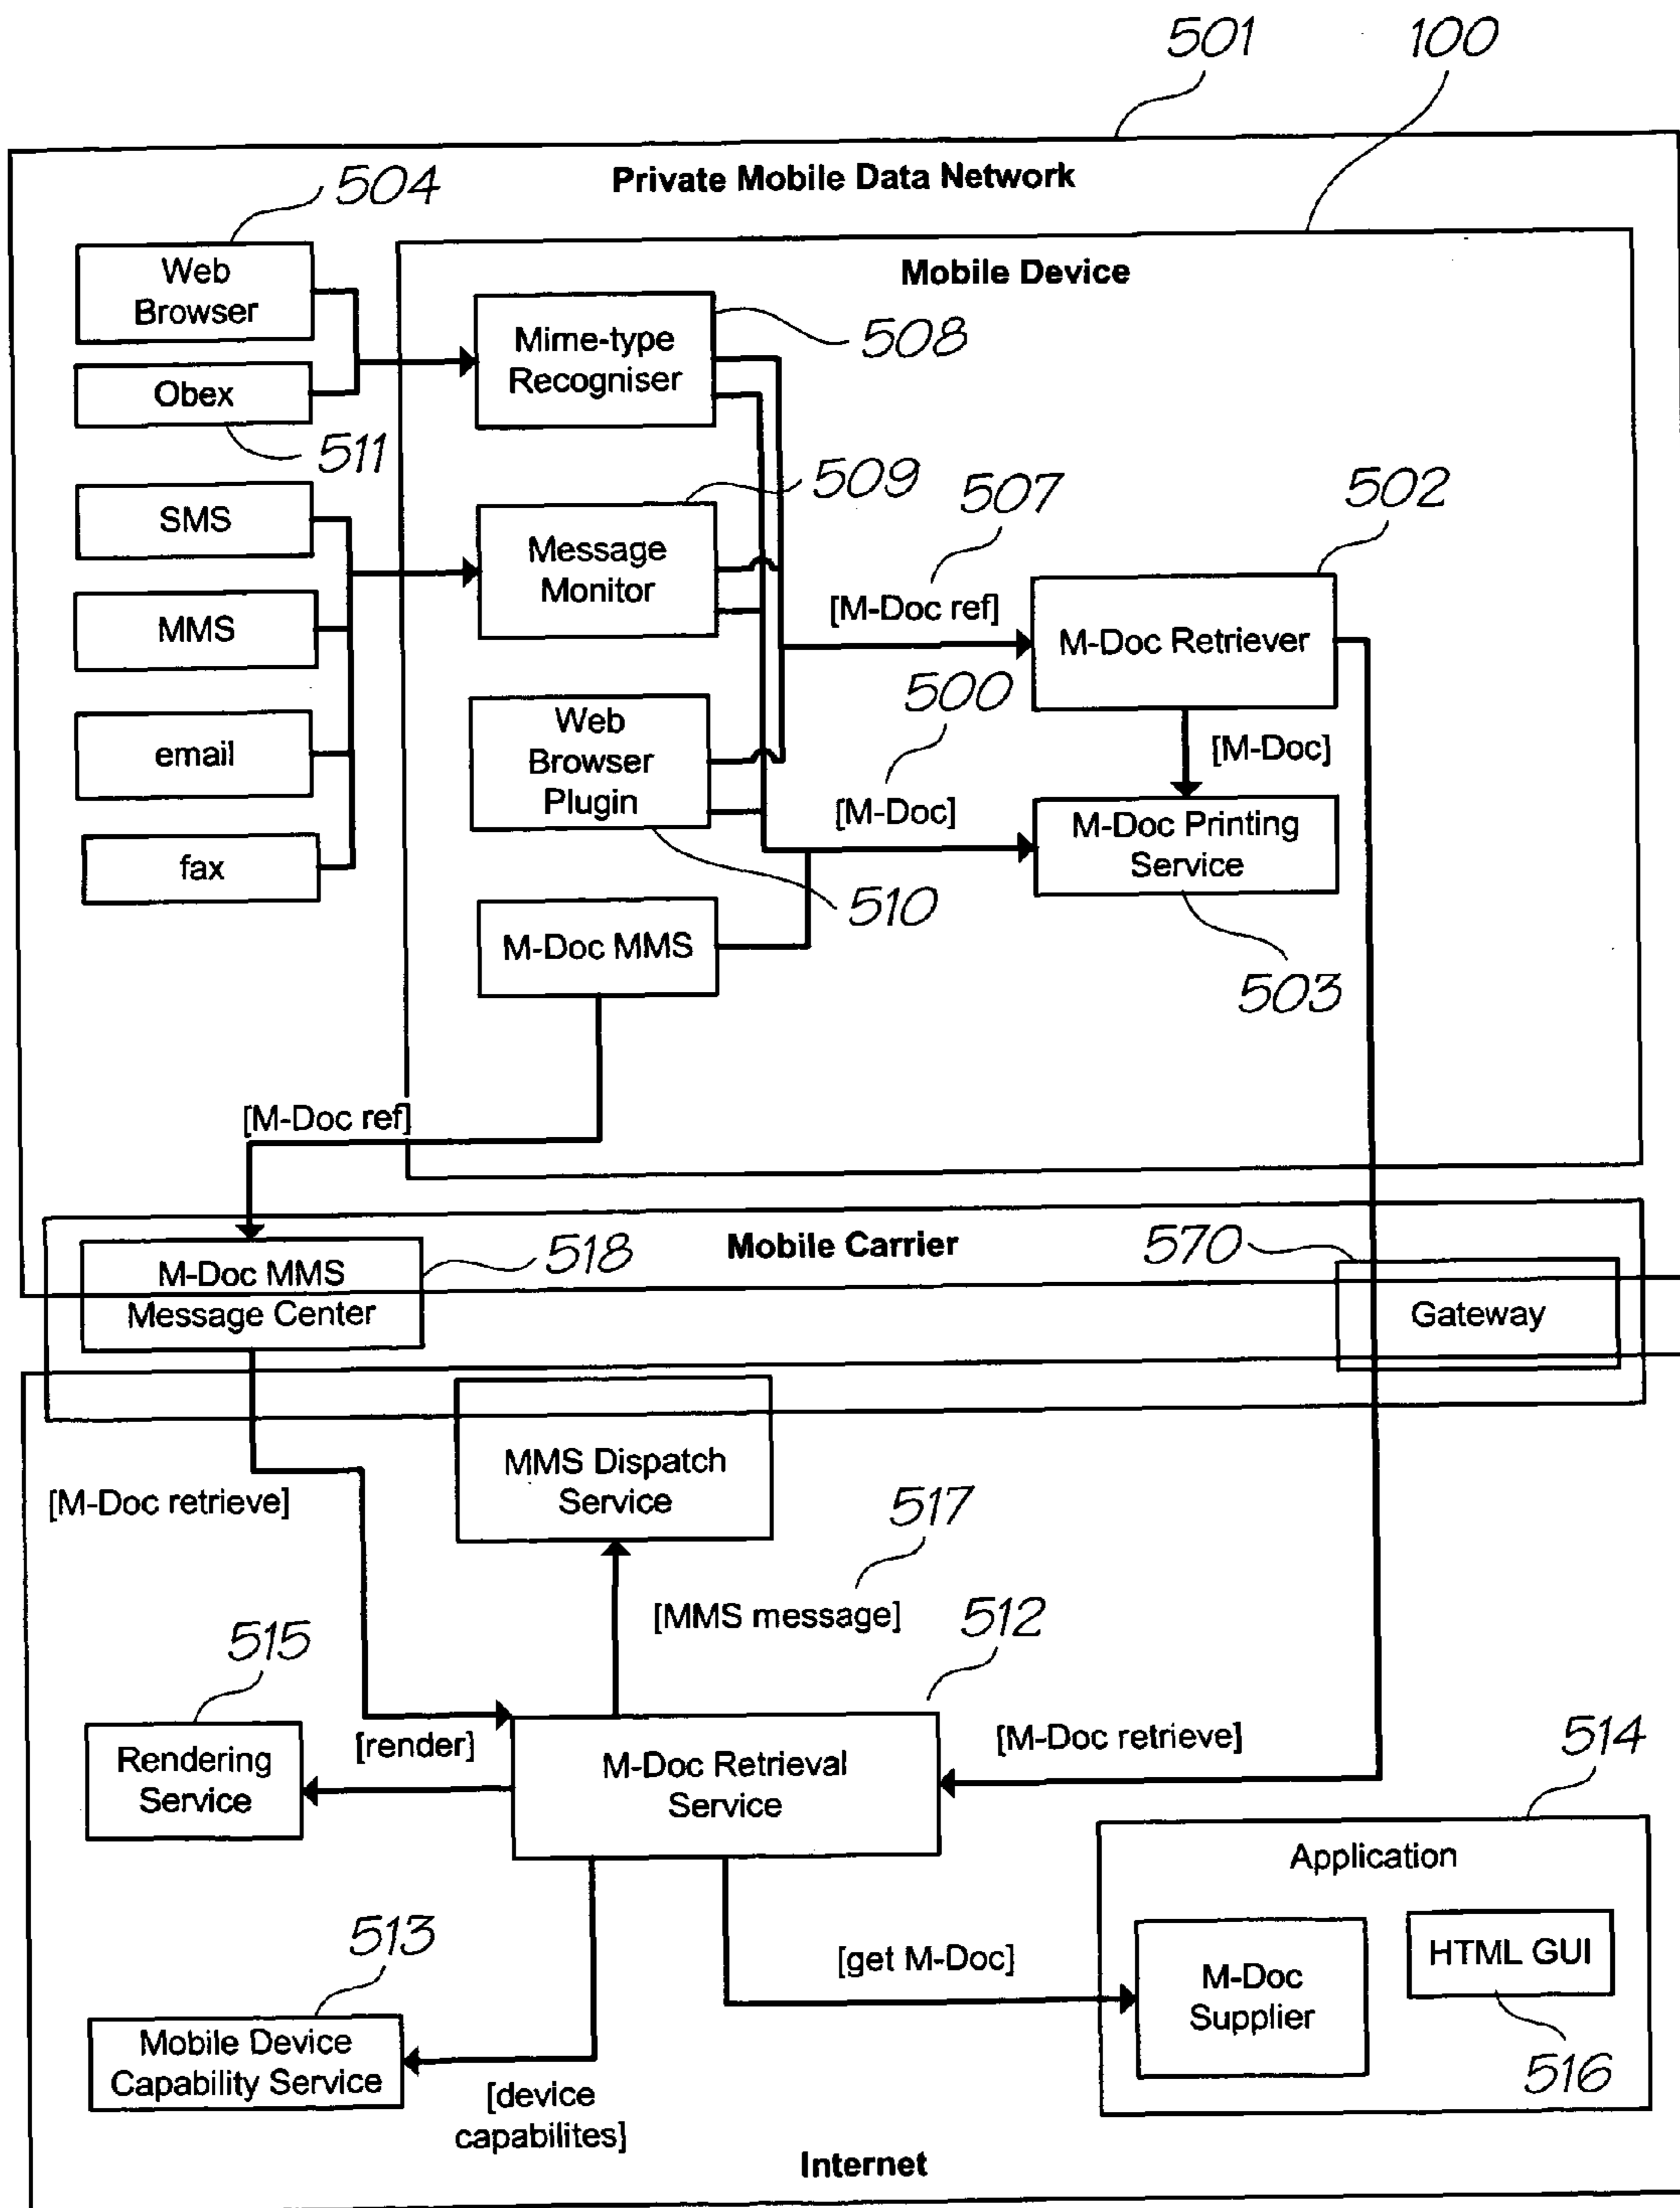 501
100
Private Mobile Data Network
504
Web
Browser
Mobile Device
Mime-type
Recogniser
508
Obex
511
SMS
509
Message
Monitor
507
502
MMS
[M-Doc ref]
M-Doc Retriever
500
email
Web
Browser
Plugin
[M-Doc]
[M-Doc]
M-Doc Printing
Service
fax
510
M-Doc MMS
503
[M-Doc ref]
Mobile Carrier
570
M-Doc MMS
Message Center
518
Gateway
MMS Dispatch
Service
[M-Doc retrieve]
517
[MMS message]
512
515
Rendering
Service
[render]
M-Doc Retrieval
Service
[M-Doc retrieve]
514
Application
513
[get M-Doc]
M-Doc
Supplier
HTML GUI
516
Mobile Device
Capability Service
[device
capabilites]
Internet